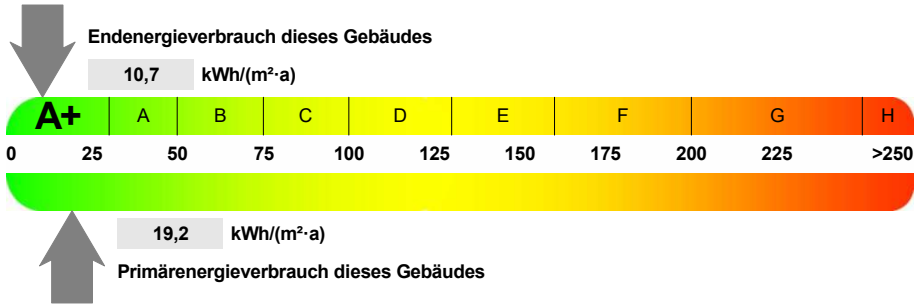 Endenergieverbrauch dieses Gebäudes
10,7 kWh/(m²·a)
A+ A B C D E F G H
0 25 50 75 100 125 150 175 200 225 >250
19,2 kWh/(m²·a)
Primärenergieverbrauch dieses Gebäudes